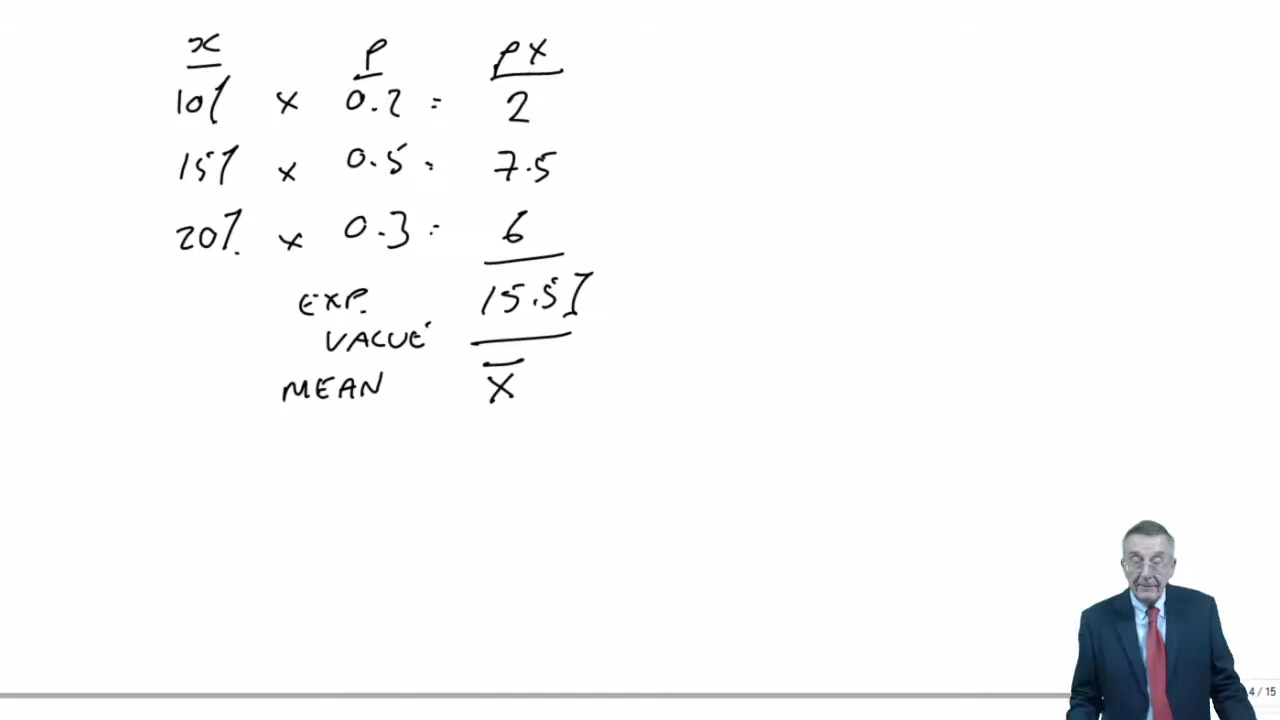 x p px
10% × 0.2 = 2
15% × 0.5 = 7.5
20% × 0.3 = 6
EXP. 15.5%
VALUE
MEAN x̄
4 / 15